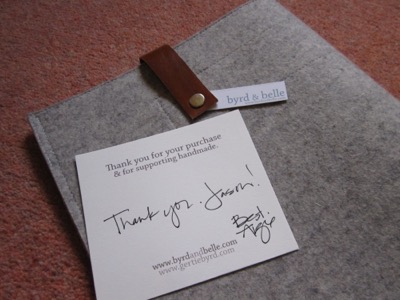 byrd & belle
Thank you for your purchase
& for supporting handmade.
Thank you, Jason!
Best,
Angie
www.byrdandbelle.com
www.gertiebyrd.com